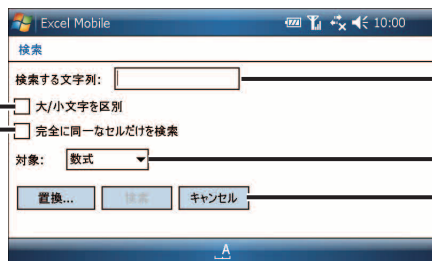 Excel Mobile 10:00
検索
検索する文字列:
大/小文字を区別
完全に同一なセルだけを検索
対象: 数式
置換... 検索 キャンセル
A